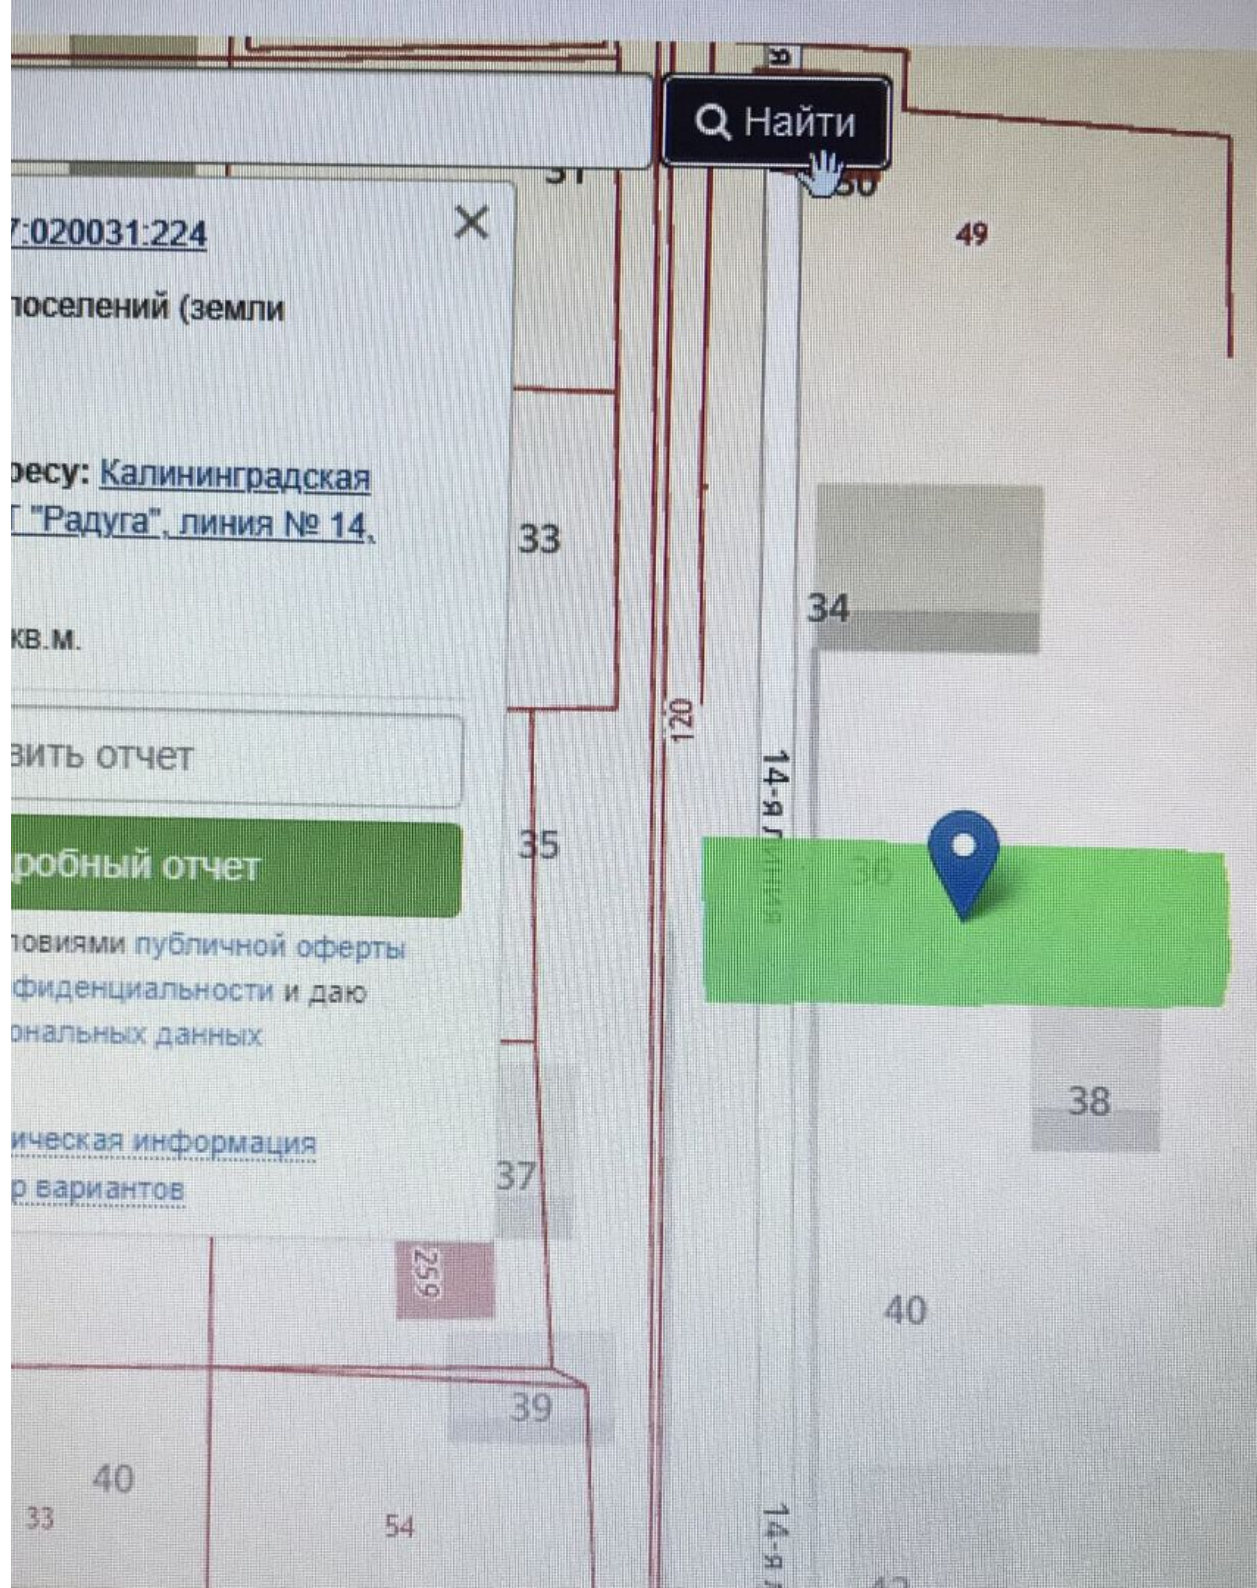 Найти
50
49
7:020031:224
поселений (земли
ресу: Калининградская
Т "Радуга", линия № 14,
кв.м.
вить отчет
робный отчет
ловиями публичной оферты
фиденциальности и даю
ональных данных
ическая информация
р вариантов
33
34
120
14-я линия
35
36
38
37
259
40
39
40
33
54
14-я